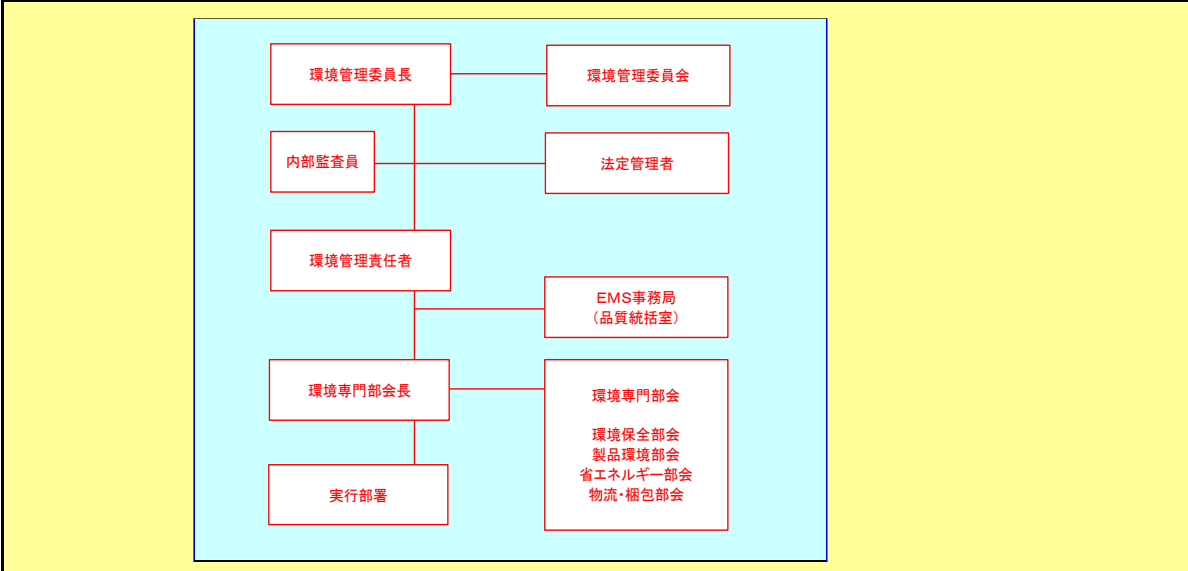 環境管理委員長
環境管理委員会
内部監査員
法定管理者
環境管理責任者
EMS事務局
（品質統括室）
環境専門部会長
環境専門部会
環境保全部会
製品環境部会
省エネルギー部会
物流・梱包部会
実行部署